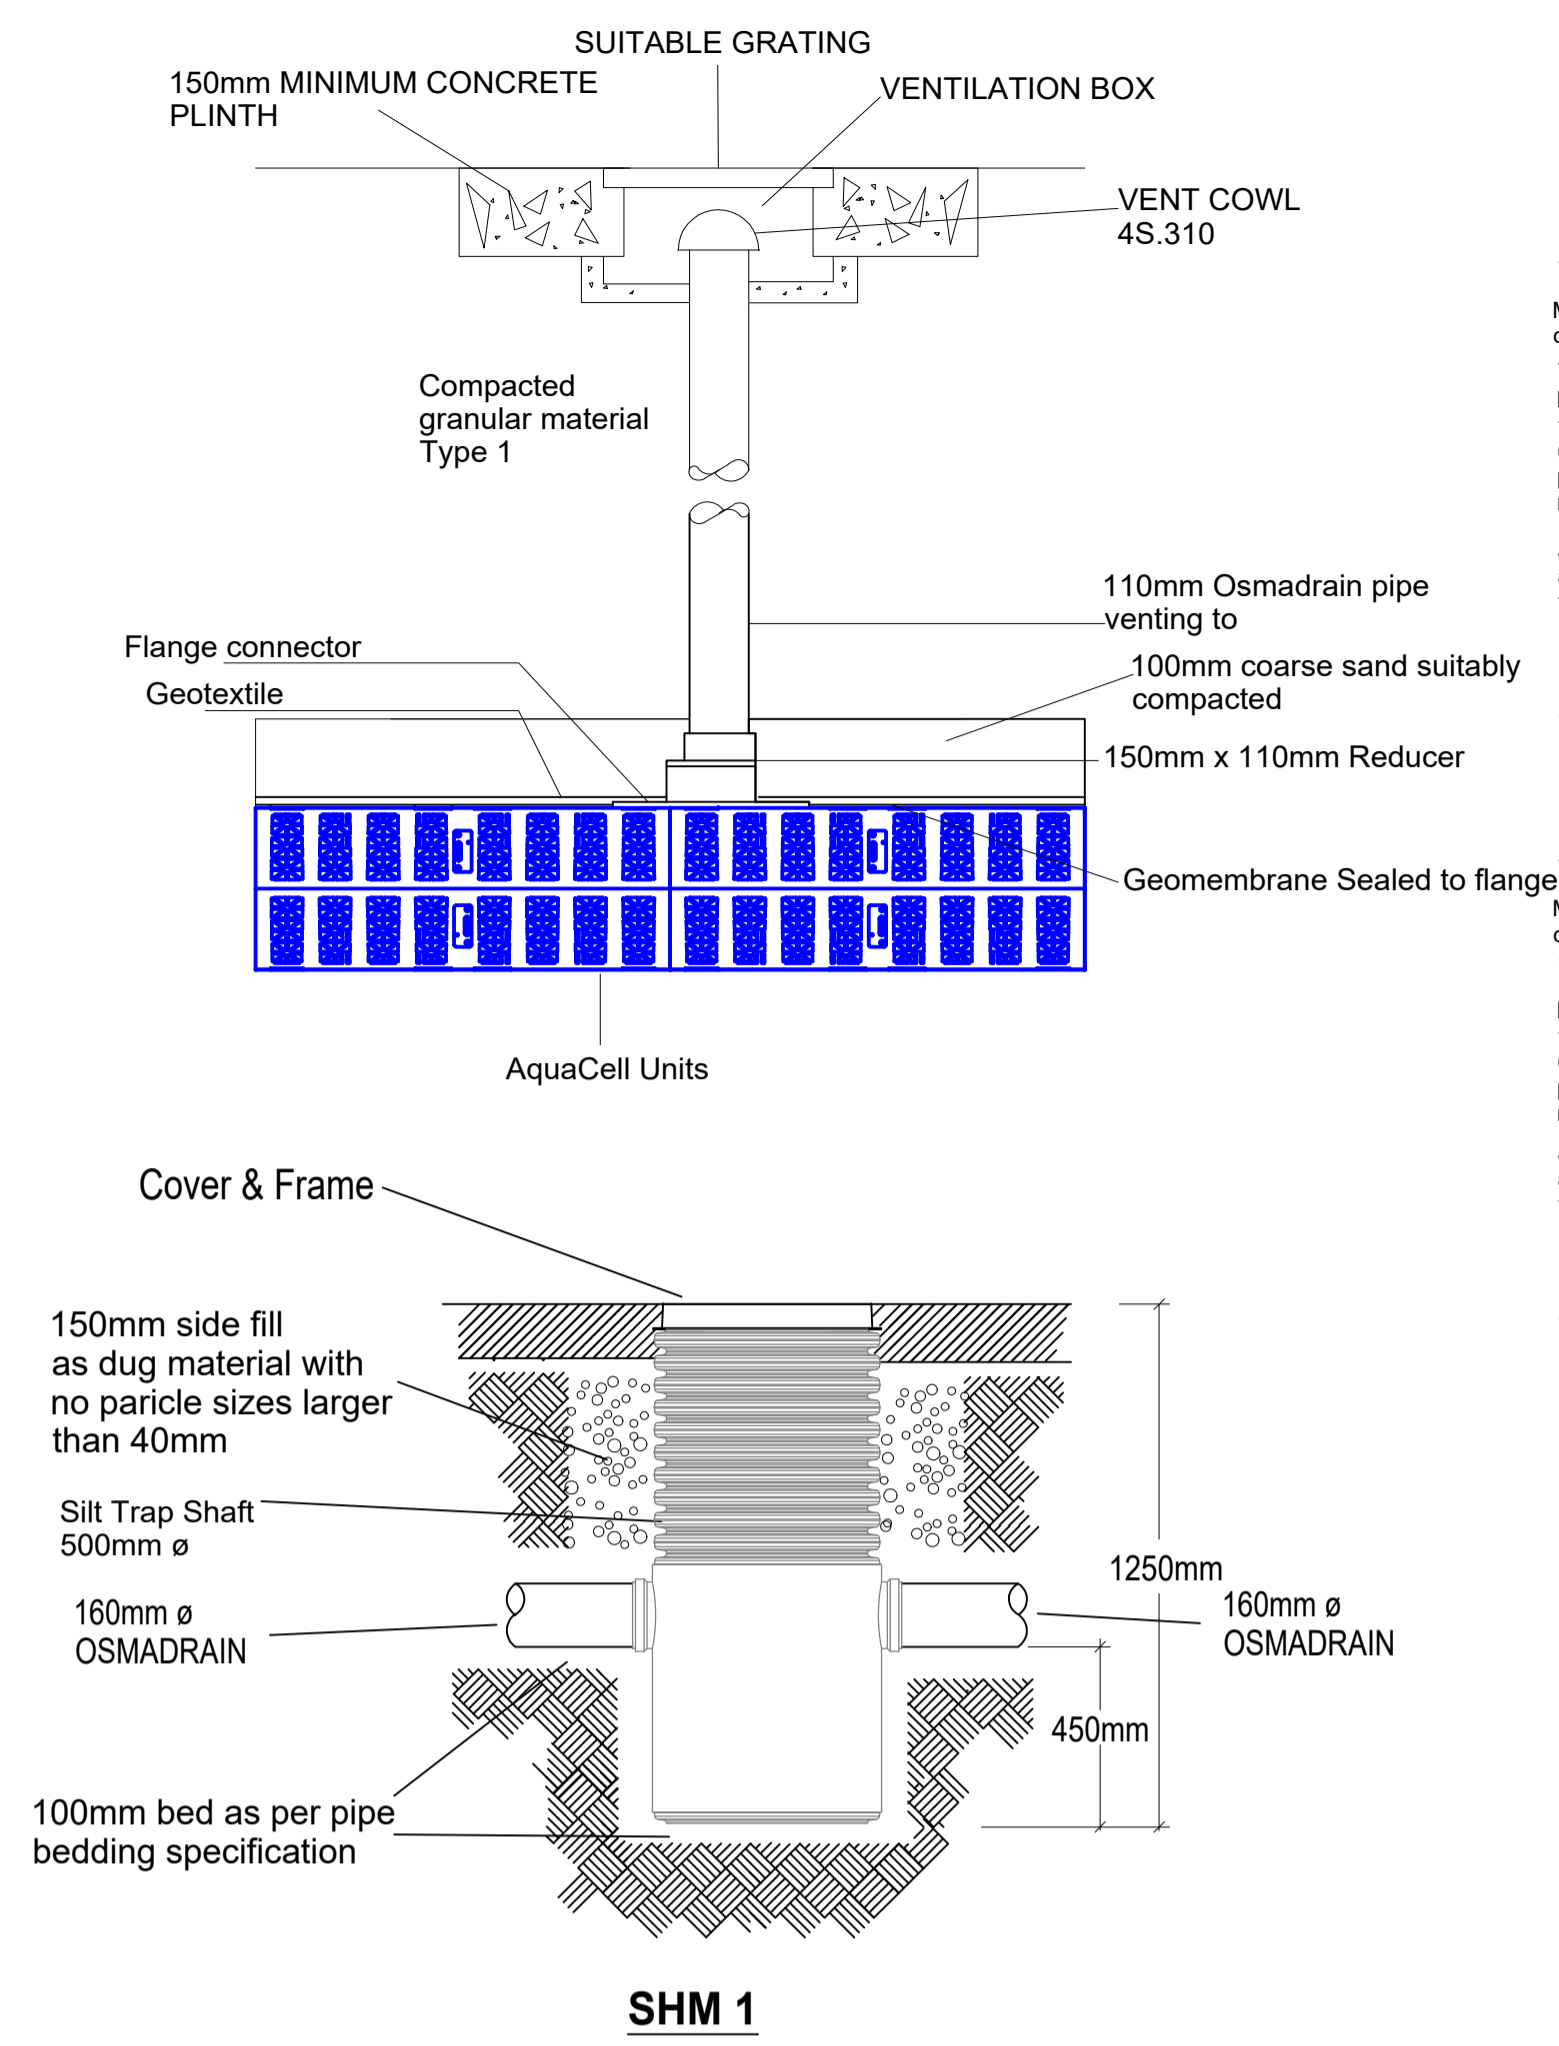 SUITABLE GRATING
150mm MINIMUM CONCRETE
PLINTH
VENTILATION BOX
VENT COWL
4S.310
Compacted
granular material
Type 1
110mm Osmadrain pipe
venting to
Flange connector
Geotextile
100mm coarse sand suitably
compacted
150mm x 110mm Reducer
Geomembrane Sealed to flange
AquaCell Units
Cover & Frame
150mm side fill
as dug material with
no paricle sizes larger
than 40mm
Silt Trap Shaft
500mm ø
160mm ø
OSMADRAIN
1250mm
160mm ø
OSMADRAIN
450mm
100mm bed as per pipe
bedding specification
SHM 1